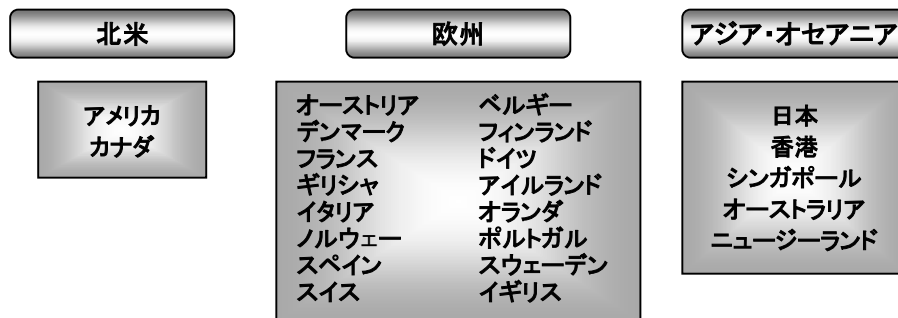 北米
アメリカ
カナダ
欧州
オーストリア ベルギー
デンマーク フィンランド
フランス ドイツ
ギリシャ アイルランド
イタリア オランダ
ノルウェー ポルトガル
スペイン スウェーデン
スイス イギリス
アジア・オセアニア
日本
香港
シンガポール
オーストラリア
ニュージーランド